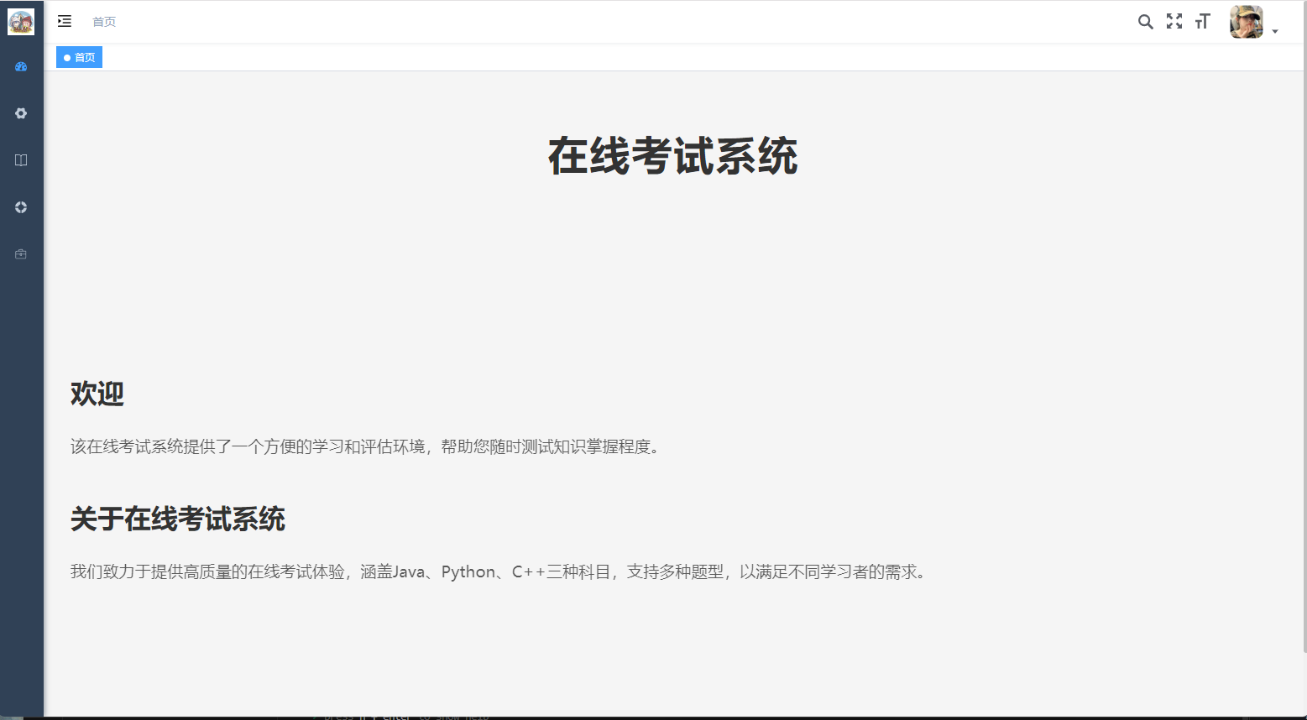 首页
首页
在线考试系统
欢迎
该在线考试系统提供了一个方便的学习和评估环境，帮助您随时测试知识掌握程度。
关于在线考试系统
我们致力于提供高质量的在线考试体验，涵盖Java、Python、C++三种科目，支持多种题型，以满足不同学习者的需求。